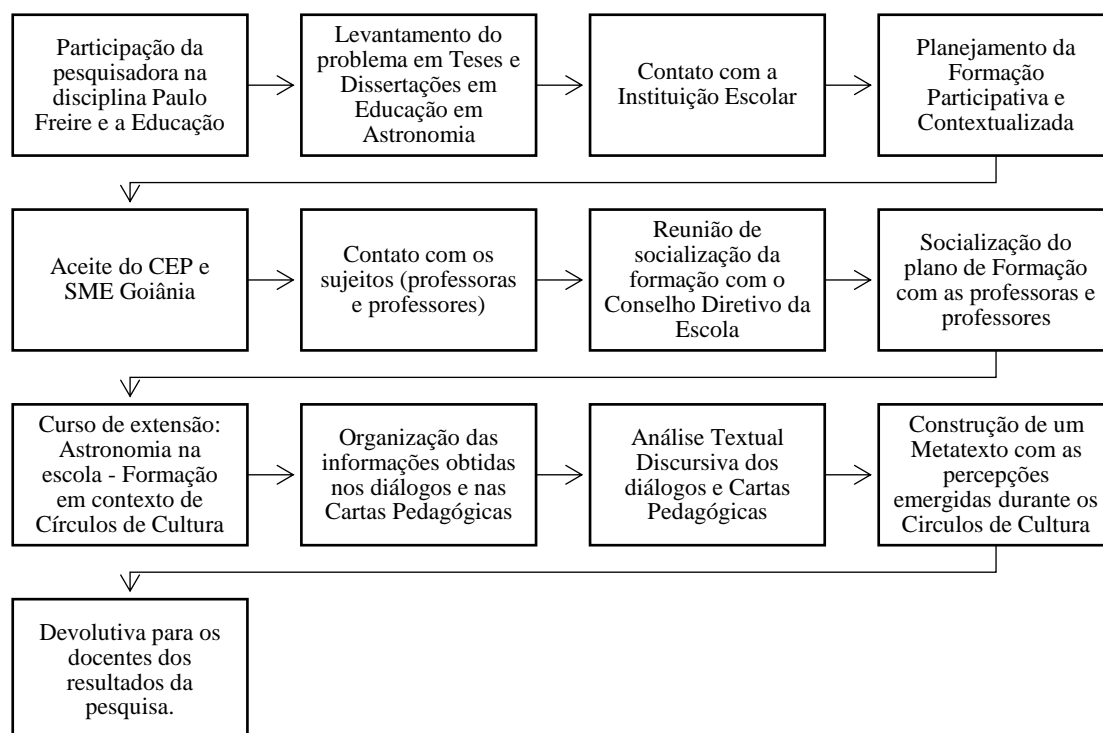 Participação da
pesquisadora na
disciplina Paulo
Freire e a Educação
Levantamento do
problema em Teses e
Dissertações em
Educação em
Astronomia
Contato com a
Instituição Escolar
Planejamento da
Formação
Participativa e
Contextualizada
Aceite do CEP e
SME Goiânia
Contato com os
sujeitos (professoras
e professores)
Reunião de
socialização da
formação com o
Conselho Diretivo da
Escola
Socialização do
plano de Formação
com as professoras e
professores
Curso de extensão:
Astronomia na
escola - Formação
em contexto de
Círculos de Cultura
Organização das
informações obtidas
nos diálogos e nas
Cartas Pedagógicas
Análise Textual
Discursiva dos
diálogos e Cartas
Pedagógicas
Construção de um
Metatexto com as
percepções
emergidas durante os
Circulos de Cultura
Devolutiva para os
docentes dos
resultados da
pesquisa.